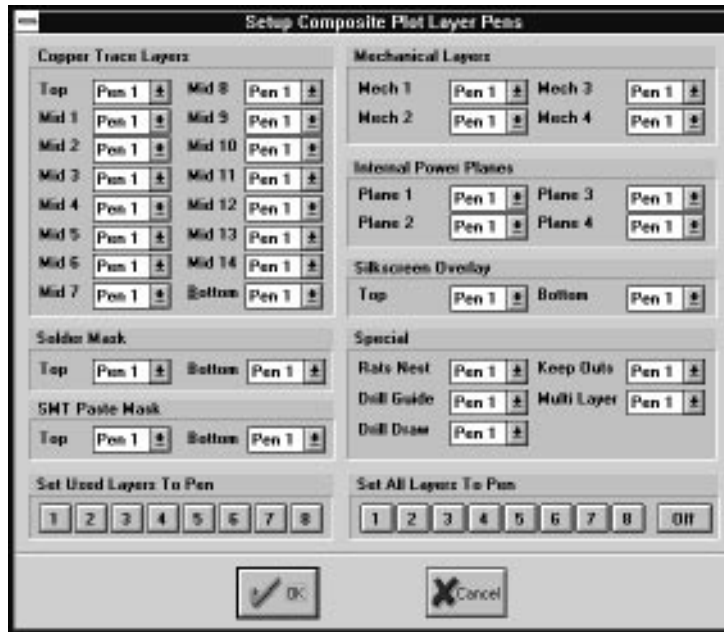 Setup Composite Plot Layer Pens
Copper Trace Layers
Top Pen 1 Mid 8 Pen 1
Mid 1 Pen 1 Mid 9 Pen 1
Mid 2 Pen 1 Mid 10 Pen 1
Mid 3 Pen 1 Mid 11 Pen 1
Mid 4 Pen 1 Mid 12 Pen 1
Mid 5 Pen 1 Mid 13 Pen 1
Mid 6 Pen 1 Mid 14 Pen 1
Mid 7 Pen 1 Bottom Pen 1
Solder Mask
Top Pen 1 Bottom Pen 1
SMT Paste Mask
Top Pen 1 Bottom Pen 1
Set Used Layers To Pen
1 2 3 4 5 6 7 8
Mechanical Layers
Mech 1 Pen 1 Mech 3 Pen 1
Mech 2 Pen 1 Mech 4 Pen 1
Internal Power Planes
Plane 1 Pen 1 Plane 3 Pen 1
Plane 2 Pen 1 Plane 4 Pen 1
Silkscreen Overlay
Top Pen 1 Bottom Pen 1
Special
Rats Nest Pen 1 Keep Outs Pen 1
Drill Guide Pen 1 Multi Layer Pen 1
Drill Draw Pen 1
Set All Layers To Pen
1 2 3 4 5 6 7 8 Off
OK Cancel